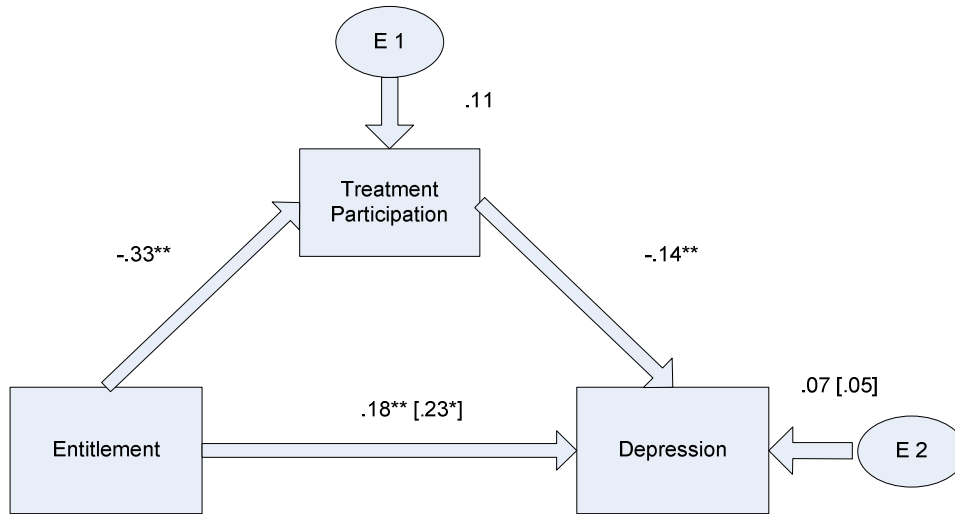 E 1
.11
Treatment
Participation
-.33**
-.14**
.18** [.23*]
.07 [.05]
Entitlement
Depression
E 2